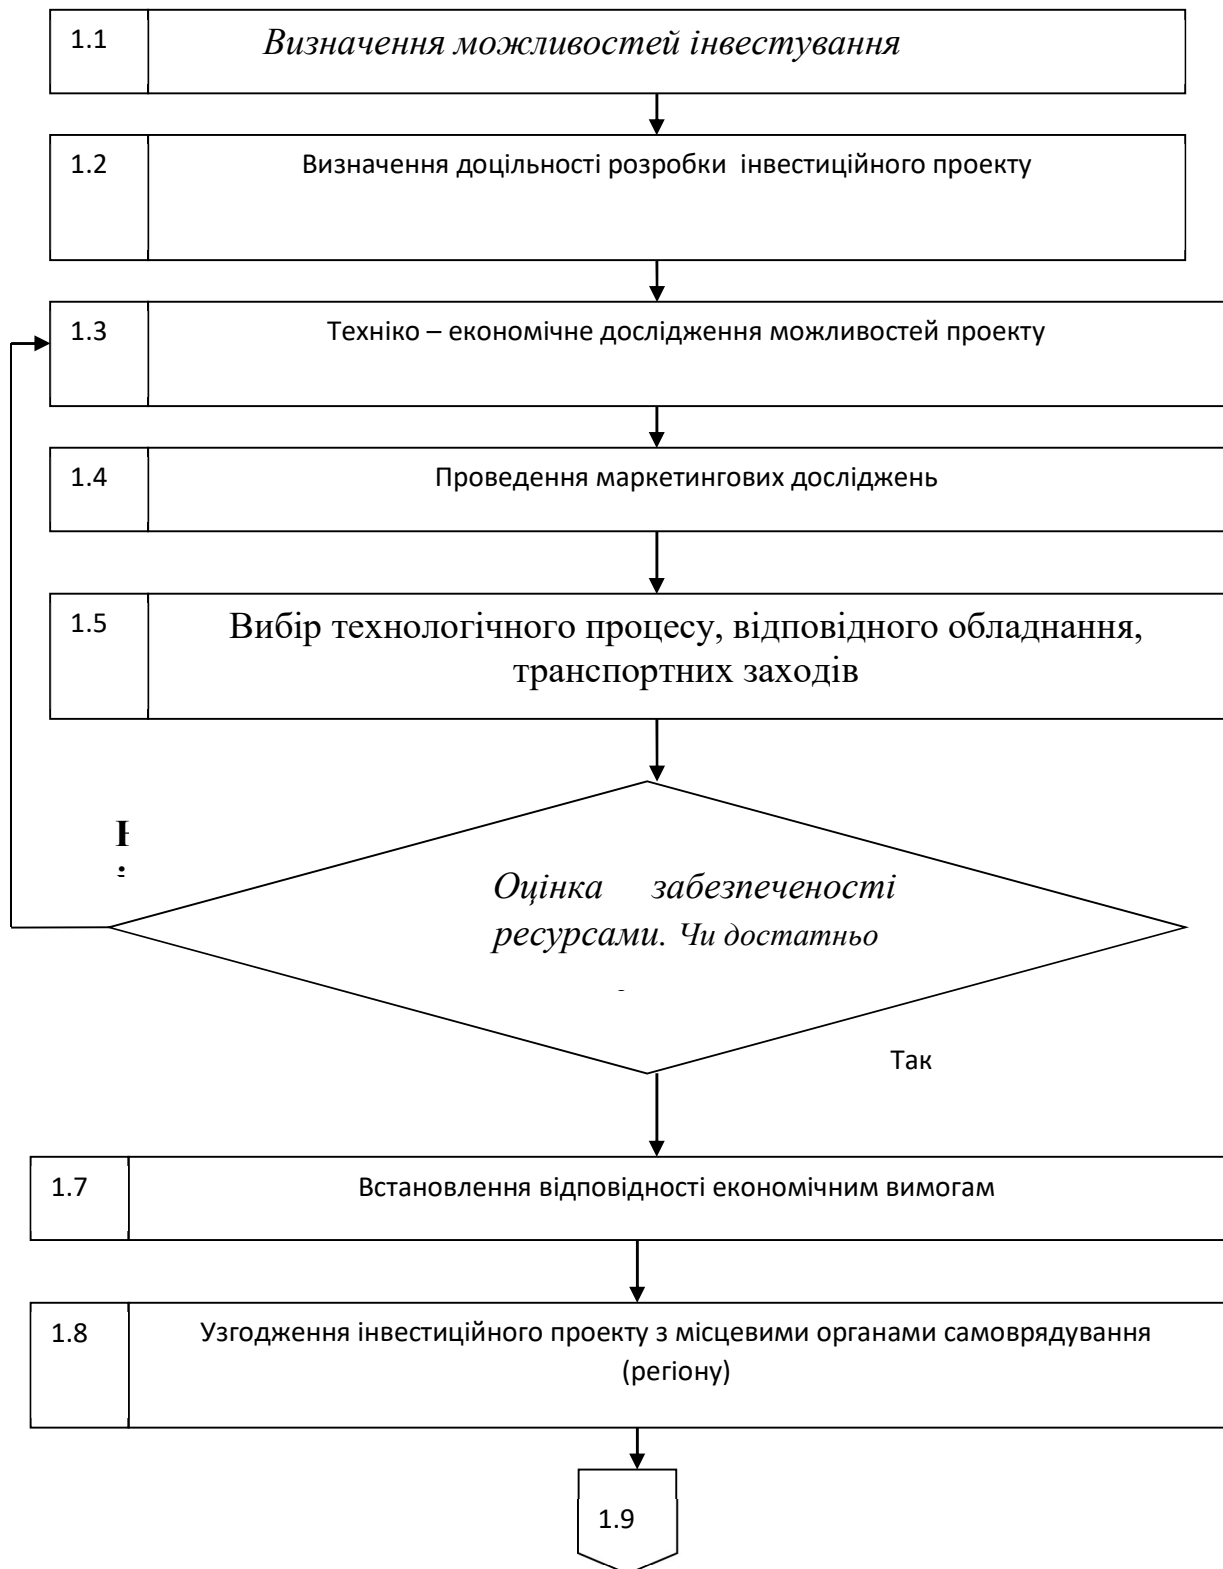 1.1 Визначення можливостей інвестування
1.2 Визначення доцільності розробки інвестиційного проекту
1.3 Техніко – економічне дослідження можливостей проекту
1.4 Проведення маркетингових досліджень
1.5 Вибір технологічного процесу, відповідного обладнання,
транспортних заходів
Оцінка забезпеченості
ресурсами. Чи достатньо
Так
1.7 Встановлення відповідності економічним вимогам
1.8 Узгодження інвестиційного проекту з місцевими органами самоврядування
(регіону)
1.9